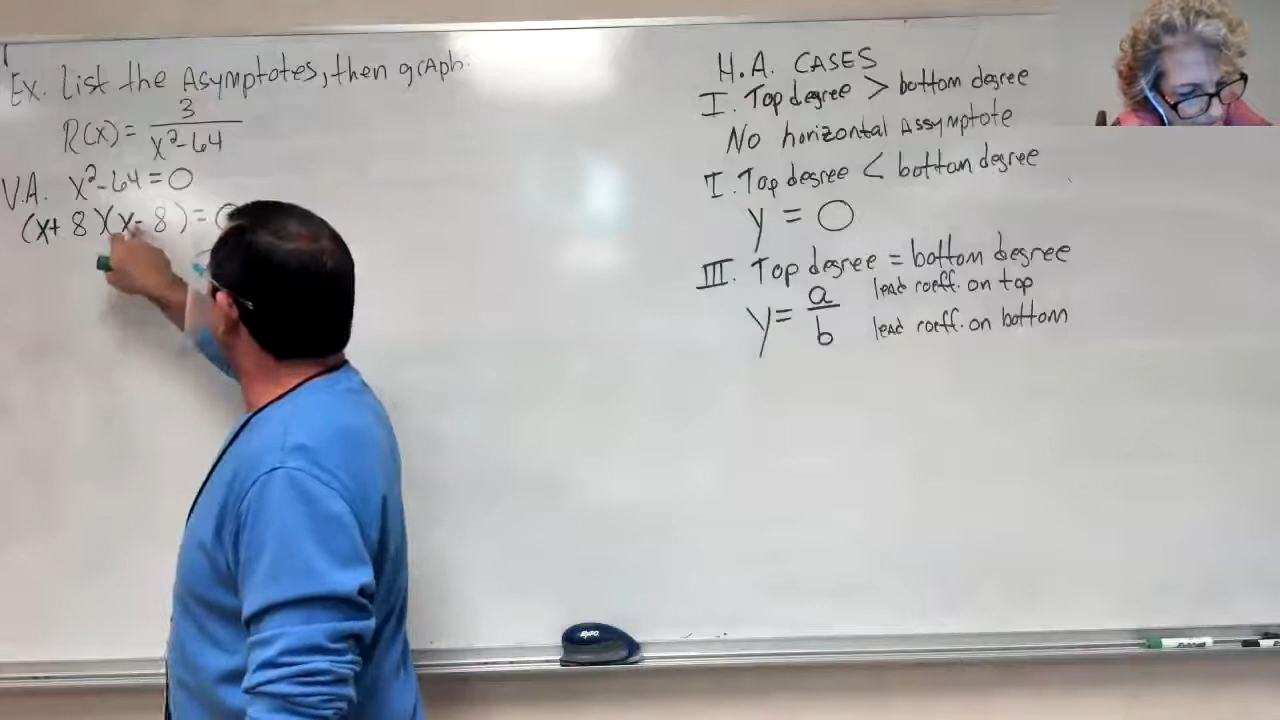 Ex. List the Asymptotes, then graph.
R(x) = 3 / x²-64
V.A. x²-64=0
(x+8)(x-8)=0
H.A. CASES
I. Top degree > bottom degree
No horizontal Assymptote
I. Top degree < bottom degree
y = 0
III. Top degree = bottom degree
y = a / b
lead coeff. on top
lead coeff. on bottom
Expo